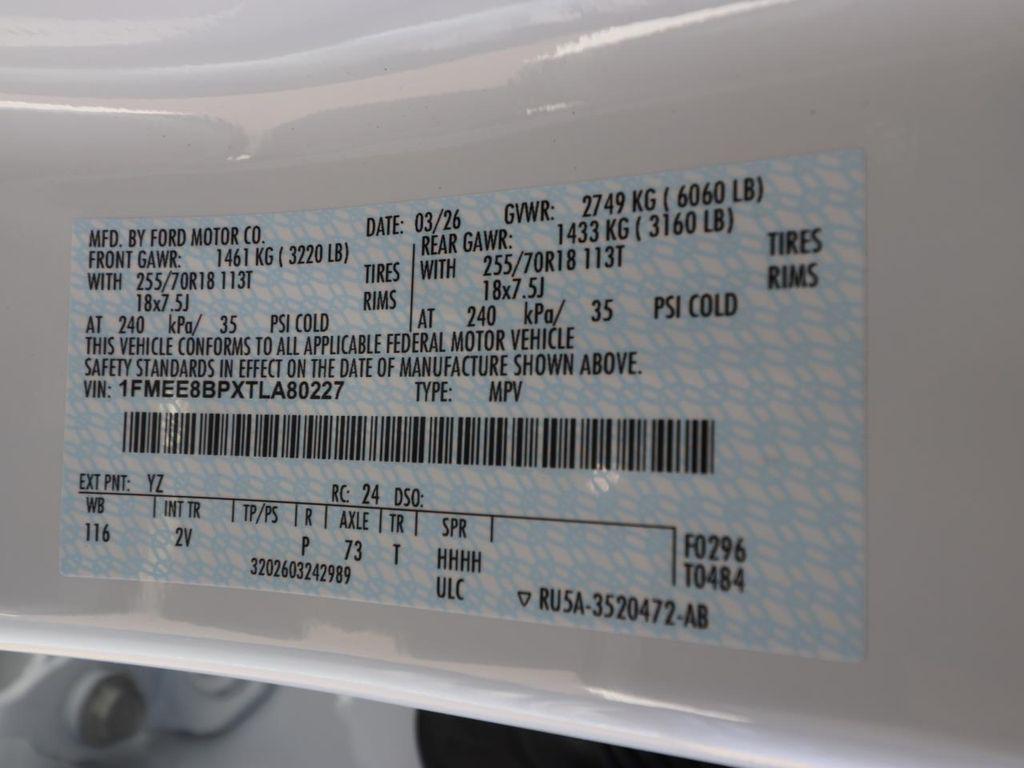 MFD. BY FORD MOTOR CO. DATE: 03/26 GVWR: 2749 KG ( 6060 LB)
FRONT GAWR: 1461 KG ( 3220 LB) REAR GAWR: 1433 KG ( 3160 LB)
WITH 255/70R18 113T TIRES WITH 255/70R18 113T TIRES
18x7.5J RIMS 18x7.5J RIMS
AT 240 kPa/ 35 PSI COLD AT 240 kPa/ 35 PSI COLD
THIS VEHICLE CONFORMS TO ALL APPLICABLE FEDERAL MOTOR VEHICLE
SAFETY STANDARDS IN EFFECT ON THE DATE OF MANUFACTURE SHOWN ABOVE.
VIN: 1FMEE8BPXTLA80227 TYPE: MPV
EXT PNT: YZ RC: 24 DSO:
WB INT TR TP/PS R AXLE TR SPR
116 2V P 73 T HHHH F0296
3202603242989 ULC T0484
RU5A-3520472-AB